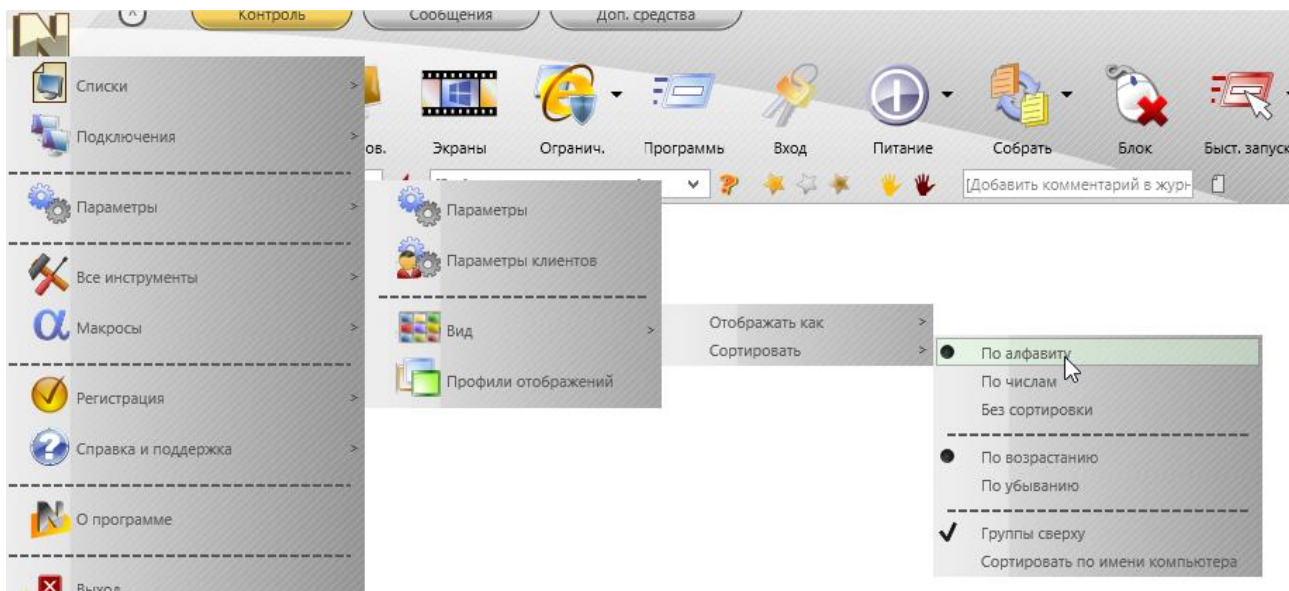 Контроль Сообщения Доп. средства
ов. Экраны Огранич. Программь Вход Питание Собрать Блок Быст. запуск
[Добавить комментарий в журн
Списки
Подключения
Параметры
Все инструменты
Макросы
Регистрация
Справка и поддержка
О программе
Выход
Параметры
Параметры клиентов
Вид
Профили отображений
Отображать как
Сортировать
По алфавиту
По числам
Без сортировки
По возрастанию
По убыванию
Группы сверху
Сортировать по имени компьютера